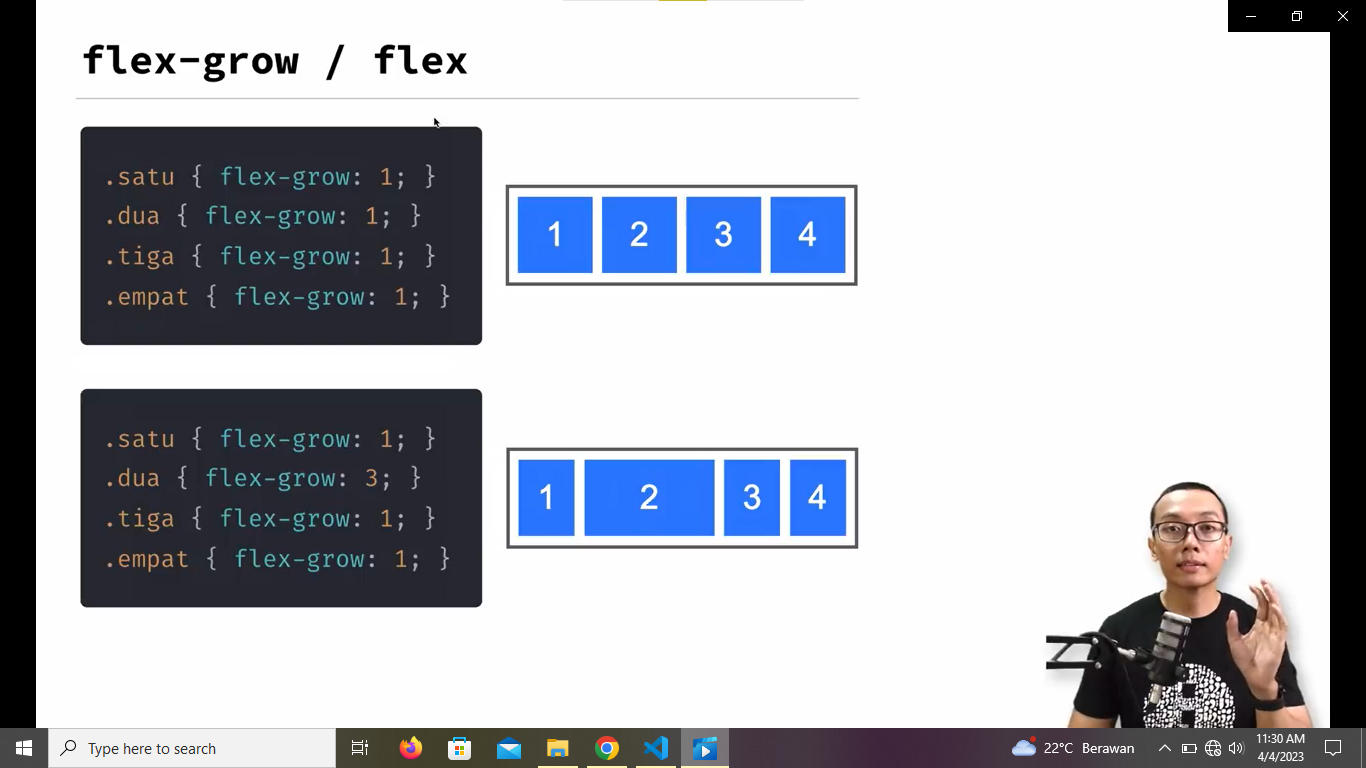 flex-grow / flex
.satu { flex-grow: 1; }
.dua { flex-grow: 1; }
.tiga { flex-grow: 1; }
.empat { flex-grow: 1; }
1 2 3 4
.satu { flex-grow: 1; }
.dua { flex-grow: 3; }
.tiga { flex-grow: 1; }
.empat { flex-grow: 1; }
1 2 3 4
Type here to search
22°C Berawan
11:30 AM
4/4/2023